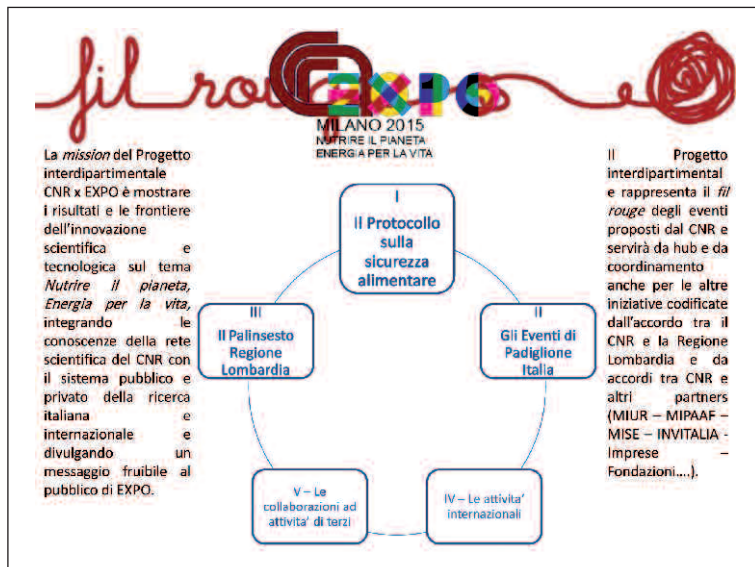 fil rouge
EXPO
MILANO 2015
NUTRIRE IL PIANETA
ENERGIA PER LA VITA
La mission del Progetto
interdipartimentale
CNR x EXPO è mostrare
i risultati e le frontiere
dell'innovazione
scientifica e
tecnologica sul tema
Nutrire il pianeta,
Energia per la vita,
integrando le
conoscenze della rete
scientifica del CNR con
il sistema pubblico e
privato della ricerca
italiana e
internazionale e
divulgando un
messaggio fruibile al
pubblico di EXPO.
I
Il Protocollo
sulla
sicurezza
alimentare
III
Il Palinsesto
Regione
Lombardia
II
Gli Eventi di
Padiglione
Italia
V – Le
collaborazioni ad
attivita' di terzi
IV – Le attivita'
internazionali
Il Progetto
interdipartimental
e rappresenta il fil
rouge degli eventi
proposti dal CNR e
servirà da hub e da
coordinamento
anche per le altre
iniziative codificate
dall'accordo tra il
CNR e la Regione
Lombardia e da
accordi tra CNR e
altri partners
(MIUR – MIPAAF –
MISE – INVITALIA -
Imprese –
Fondazioni....).